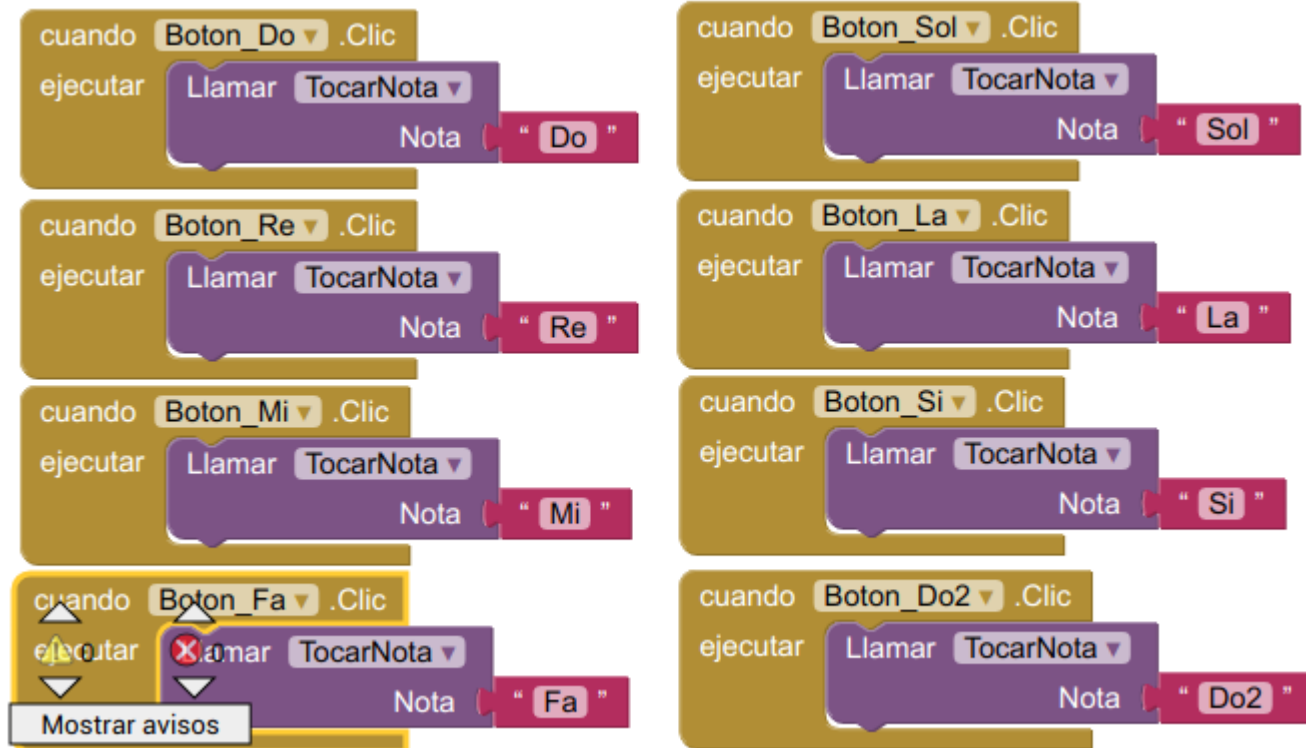 cuando Boton_Do .Clic
ejecutar Llamar TocarNota
Nota " Do "
cuando Boton_Re .Clic
ejecutar Llamar TocarNota
Nota " Re "
cuando Boton_Mi .Clic
ejecutar Llamar TocarNota
Nota " Mi "
cuando Boton_Fa .Clic
ejecutar Llamar TocarNota
0 0
Nota " Fa "
Mostrar avisos
cuando Boton_Sol .Clic
ejecutar Llamar TocarNota
Nota " Sol "
cuando Boton_La .Clic
ejecutar Llamar TocarNota
Nota " La "
cuando Boton_Si .Clic
ejecutar Llamar TocarNota
Nota " Si "
cuando Boton_Do2 .Clic
ejecutar Llamar TocarNota
Nota " Do2 "